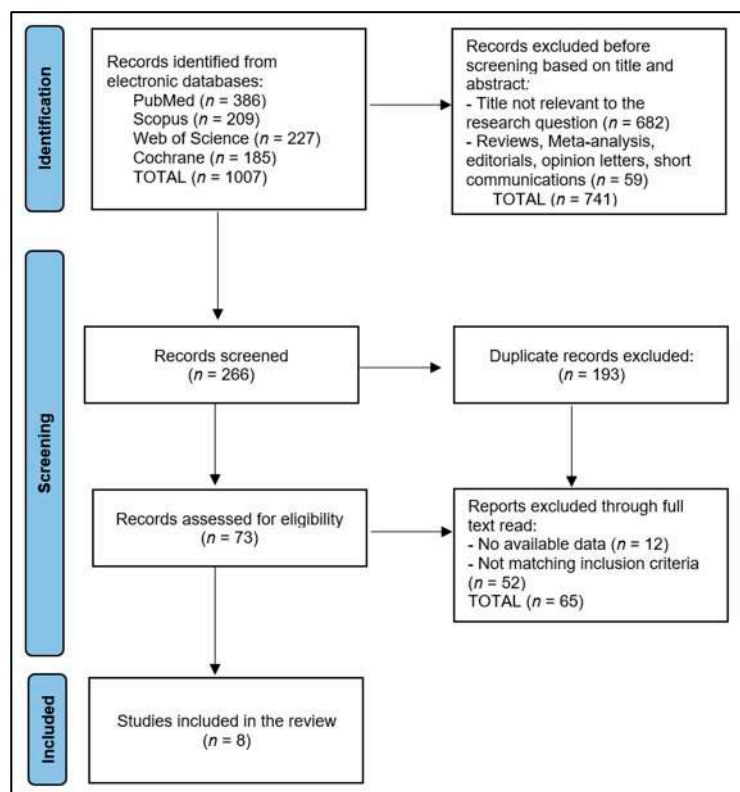 Identification
Records identified from
electronic databases:
PubMed (n = 386)
Scopus (n = 209)
Web of Science (n = 227)
Cochrane (n = 185)
TOTAL (n = 1007)
Records excluded before
screening based on title and
abstract:
- Title not relevant to the
research question (n = 682)
- Reviews, Meta-analysis,
editorials, opinion letters, short
communications (n = 59)
TOTAL (n = 741)
Screening
Records screened
(n = 266)
Duplicate records excluded:
(n = 193)
Records assessed for eligibility
(n = 73)
Reports excluded through full
text read:
- No available data (n = 12)
- Not matching inclusion criteria
(n = 52)
TOTAL (n = 65)
Included
Studies included in the review
(n = 8)